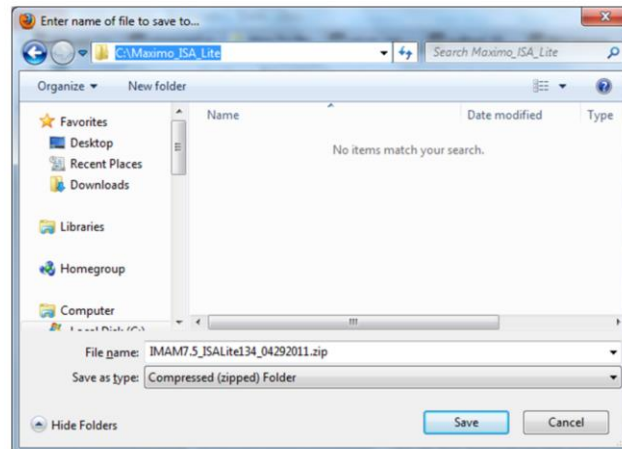 Enter name of file to save to...
C:\Maximo_ISA_Lite
Search Maximo_ISA_Lite
Organize
New folder
Name
Date modified
Type
Favorites
Desktop
Recent Places
Downloads
Libraries
Homegroup
Computer
Local Disk (C:)
No items match your search.
File name: IMAM7.5_ISALite134_04292011.zip
Save as type: Compressed (zipped) Folder
Hide Folders
Save
Cancel